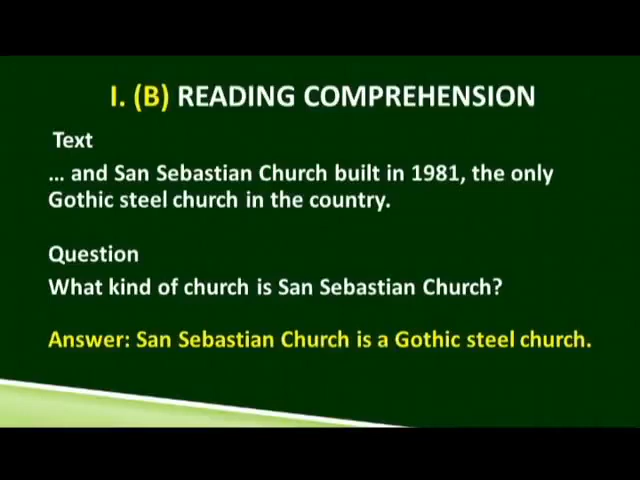 I. (B) READING COMPREHENSION
Text
... and San Sebastian Church built in 1981, the only
Gothic steel church in the country.
Question
What kind of church is San Sebastian Church?
Answer: San Sebastian Church is a Gothic steel church.